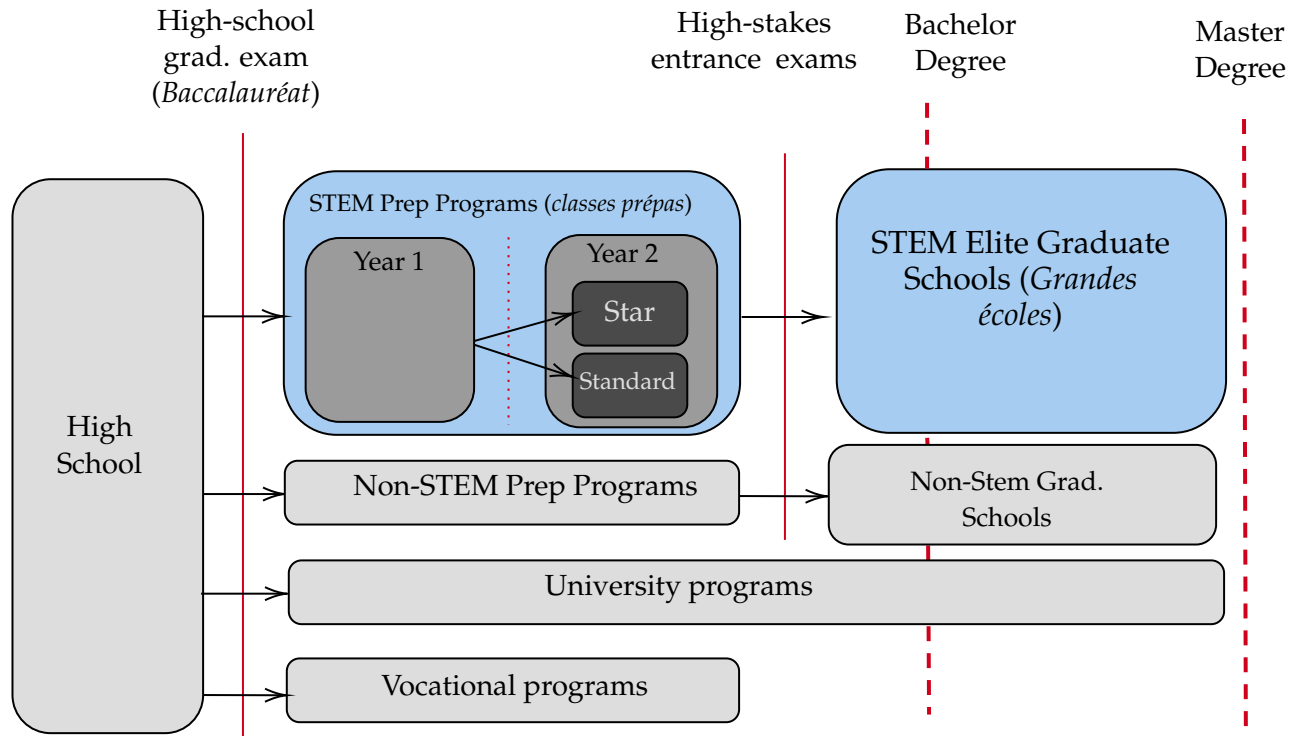 High-school
grad. exam
(Baccalauréat)
High-stakes
entrance exams
Bachelor
Degree
Master
Degree
STEM Prep Programs (classes prépas)
Year 1
Year 2
Star
Standard
STEM Elite Graduate
Schools (Grandes
écoles)
High
School
Non-STEM Prep Programs
Non-Stem Grad.
Schools
University programs
Vocational programs